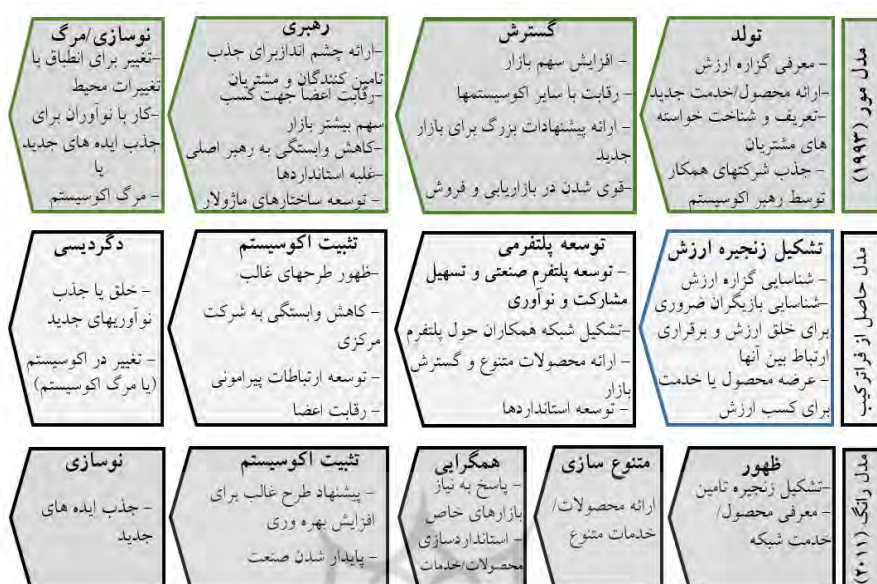 مدل مور (۱۹۹۳)
تولد
- معرفی گزاره ارزش
-ارائه محصول/خدمت جدید
-تعریف و شناخت خواسته
های مشتریان
- جذب شرکتهای همکار
توسط رهبر اکوسیستم
گسترش
- افزایش سهم بازار
- رقابت با سایر اکوسیستمها
- ارائه پیشنهادات بزرگ برای بازار
جدید
-قوی شدن در بازاریابی و فروش
رهبری
-ارائه چشم اندازبرای جذب
تامین کنندگان و مشتریان
-رقابت اعضا جهت کسب
سهم بیشتر بازار
-کاهش وابستگی به رهبر اصلی
-غلبه استانداردها
- توسعه ساختارهای ماژولار
نوسازی/مرگ
-تغییر برای انطباق با
تغییرات محیط
-کار با نوآوران برای
جذب ایده های جدید
یا
- مرگ اکوسیستم
مدل حاصل از فراترکیب
تشکیل زنجیره ارزش
- شناسایی گزاره ارزش
-شناسایی بازیگران ضروری
برای خلق ارزش و برقراری
ارتباط بین آنها
- عرضه محصول یا خدمت
برای کسب ارزش
توسعه پلتفرمی
- توسعه پلتفرم صنعتی و تسهیل
مشارکت و نوآوری
-تشکیل شبکه همکاران حول پلتفرم
- ارائه محصولات متنوع و گسترش
بازار
- توسعه استانداردها
تثبیت اکوسیستم
-ظهور طرحهای غالب
- کاهش وابستگی به شرکت
مرکزی
- توسعه ارتباطات پیرامونی
- رقابت اعضا
دگردیسی
- خلق یا جذب
نوآوریهای جدید
- تغییر در اکوسیستم
(یا مرگ اکوسیستم)
مدل رانگ (۲۰۱۱)
ظهور
-تشکیل زنجیره تامین
- معرفی محصول/
خدمت شبکه
متنوع سازی
ارائه محصولات/
خدمات متنوع
همگرایی
- پاسخ به نیاز
بازارهای خاص
- استانداردسازی
محصولات/خدمات
تثبیت اکوسیستم
- پیشنهاد طرح غالب برای
افزایش بهره وری
- پایدار شدن صنعت
نوسازی
- جذب ایده های
جدید